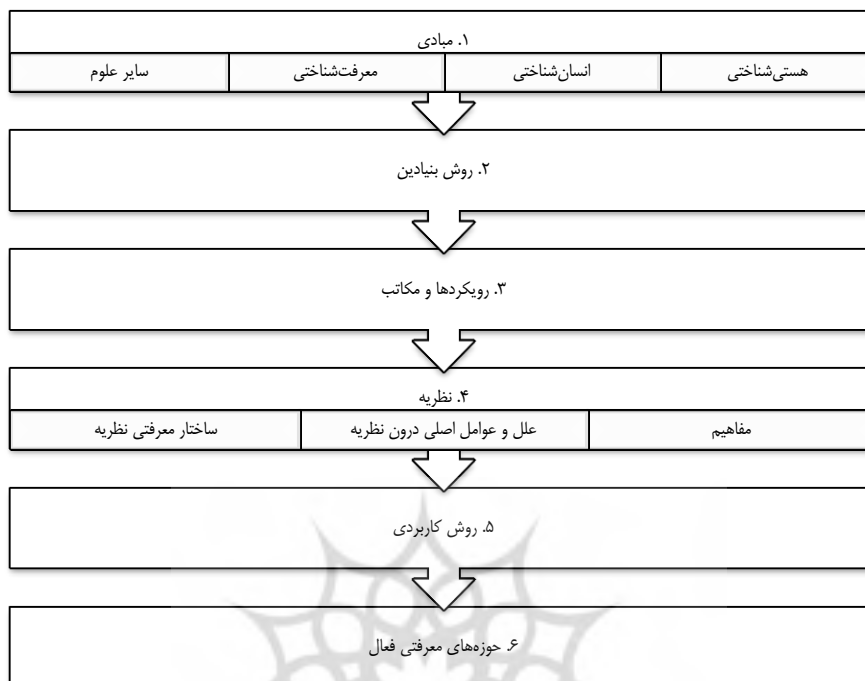 ۱. مبادی
هستی‌شناختی
انسان‌شناختی
معرفت‌شناختی
سایر علوم
۲. روش بنیادین
۳. رویکردها و مکاتب
۴. نظریه
مفاهیم
علل و عوامل اصلی درون نظریه
ساختار معرفتی نظریه
۵. روش کاربردی
۶. حوزه‌های معرفتی فعال